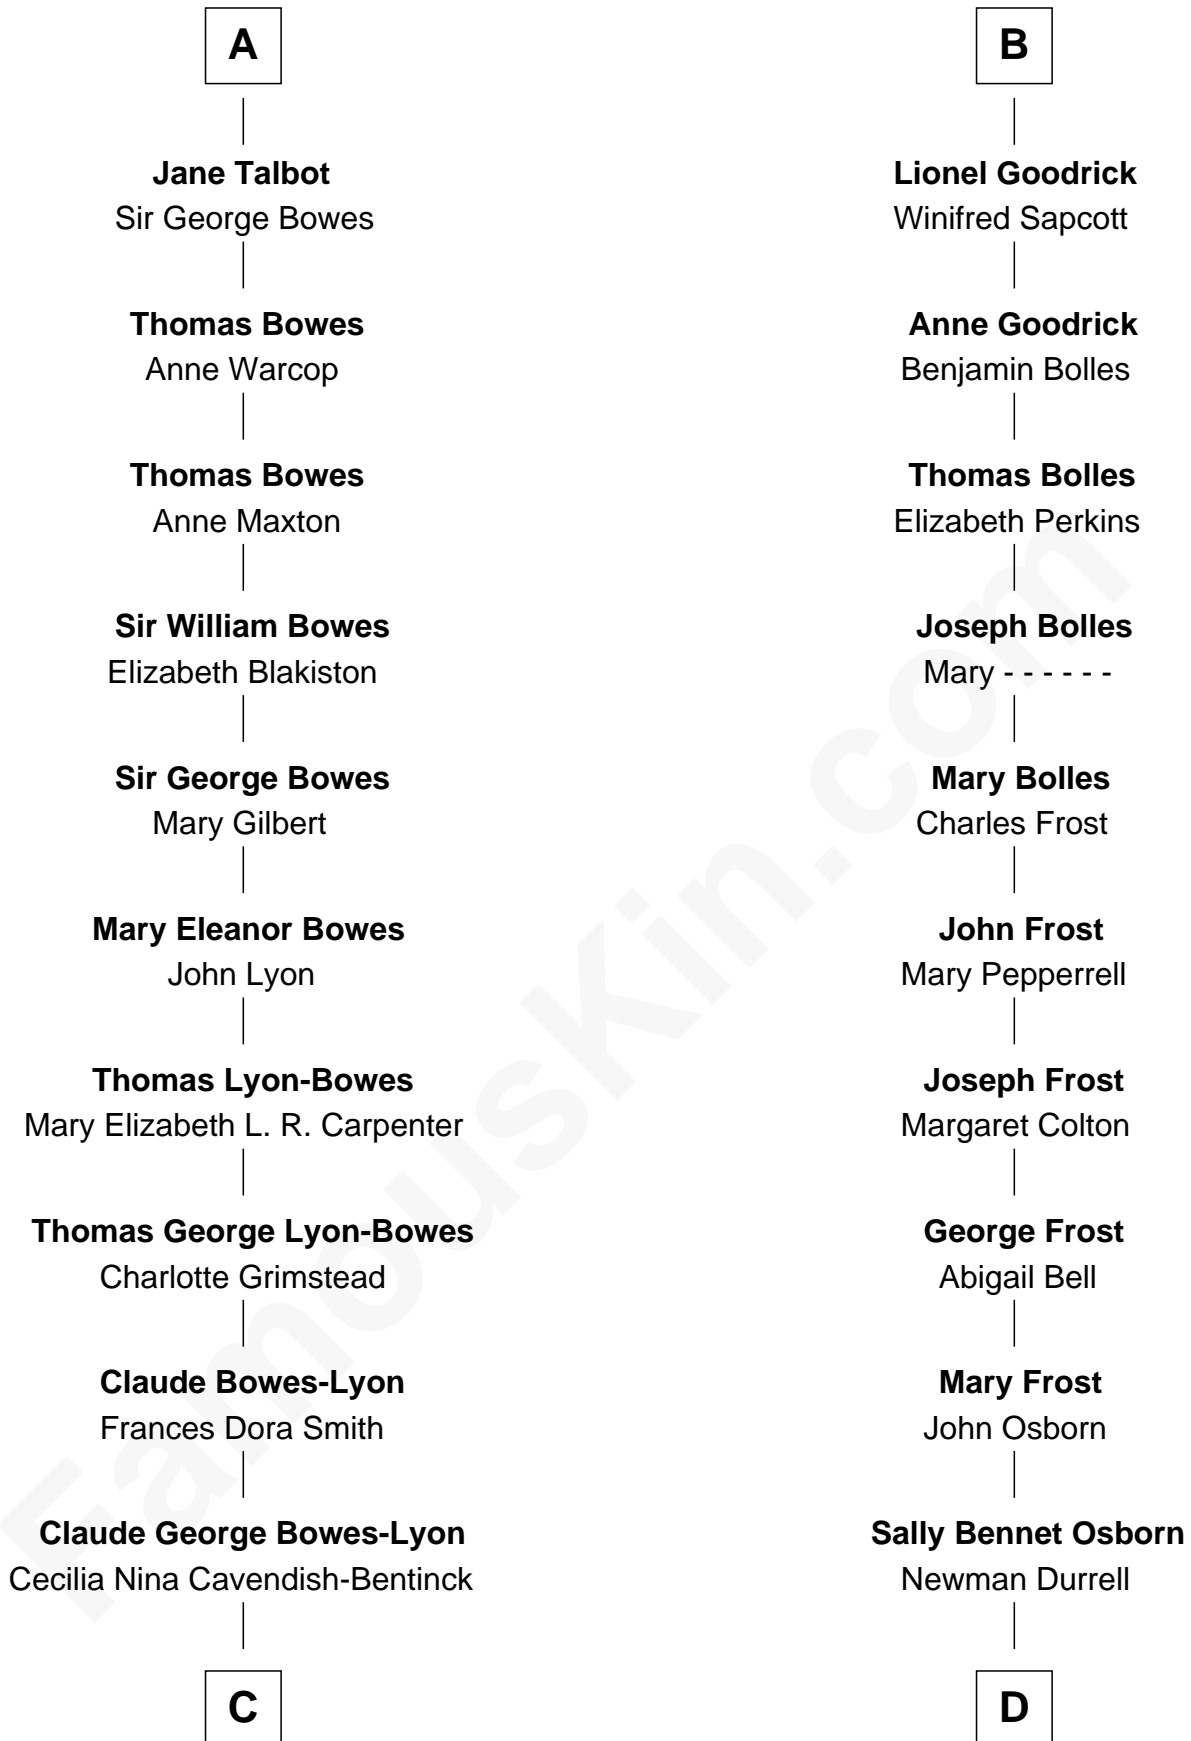 A
Jane Talbot
Sir George Bowes
Thomas Bowes
Anne Warcop
Thomas Bowes
Anne Maxton
Sir William Bowes
Elizabeth Blakiston
Sir George Bowes
Mary Gilbert
Mary Eleanor Bowes
John Lyon
Thomas Lyon-Bowes
Mary Elizabeth L. R. Carpenter
Thomas George Lyon-Bowes
Charlotte Grimstead
Claude Bowes-Lyon
Frances Dora Smith
Claude George Bowes-Lyon
Cecilia Nina Cavendish-Bentinck
C
B
Lionel Goodrick
Winifred Sapcott
Anne Goodrick
Benjamin Bolles
Thomas Bolles
Elizabeth Perkins
Joseph Bolles
Mary - - - - - -
Mary Bolles
Charles Frost
John Frost
Mary Pepperrell
Joseph Frost
Margaret Colton
George Frost
Abigail Bell
Mary Frost
John Osborn
Sally Bennet Osborn
Newman Durrell
D
FamousKin.com